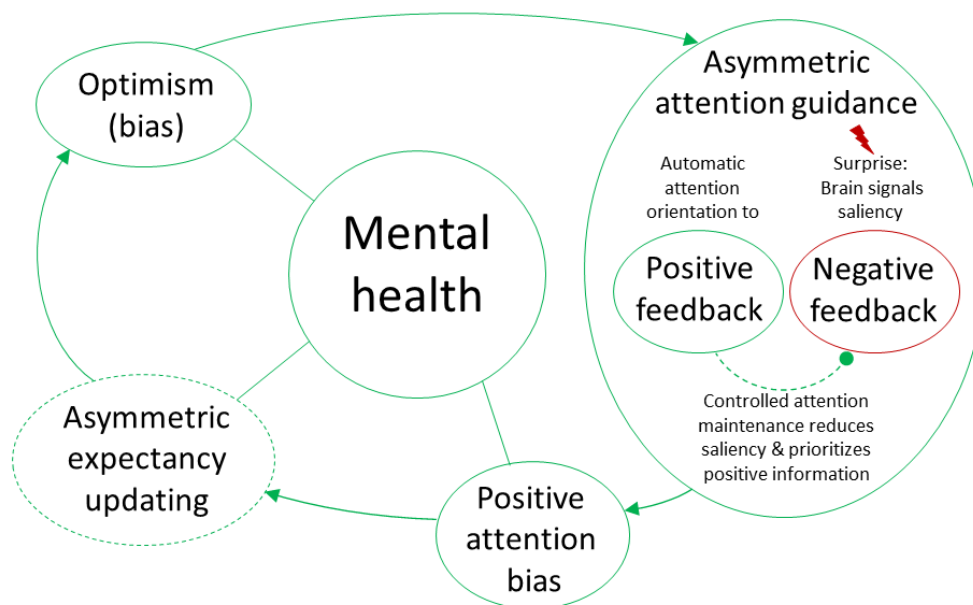 Optimism
(bias)
Asymmetric
attention guidance
Automatic
attention
orientation to
Surprise:
Brain signals
saliency
Positive
feedback
Negative
feedback
Controlled attention
maintenance reduces
saliency & prioritizes
positive information
Mental
health
Asymmetric
expectancy
updating
Positive
attention
bias